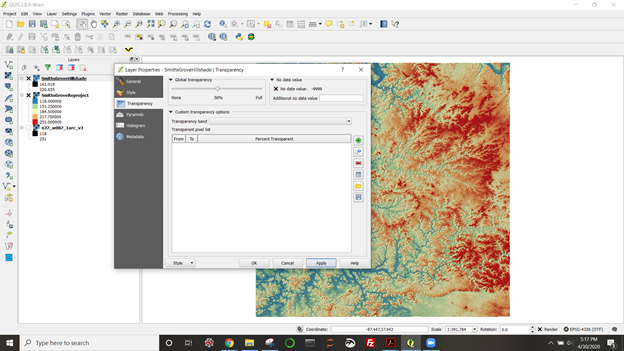 QGIS 2.8.9-Wien
Project Edit View Layer Settings Plugins Vector Raster Database Web Processing Help
Layers
SmithsGroveHillshade
181.019
220.655
SmithsGroveReproject
118.000000
151.250000
184.500000
217.750000
251.000000
n37_w087_1arc_v3
118
251
Layer Properties - SmithsGroveHillshade | Transparency
General
Style
Transparency
Pyramids
Histogram
Metadata
Global transparency
None 50% Full
No data value
No data value: -9999
Additional no data value
Custom transparency options
Transparency band
Transparent pixel list
From To Percent Transparent
Style Ok Cancel Apply Help
Coordinate: -87.447,37.642 Scale 1:391,784 Rotation: 0.0 Render EPSG:4326 (OTF)
Type here to search
5:17 PM
4/30/2020